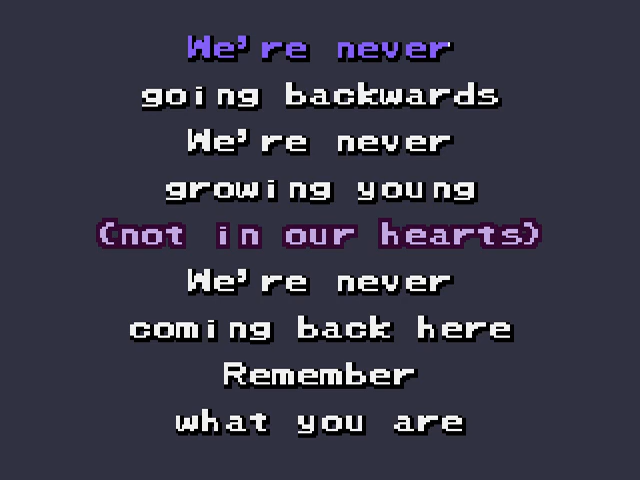 We're never
going backwards
We're never
growing young
(not in our hearts)
We're never
coming back here
Remember
what you are